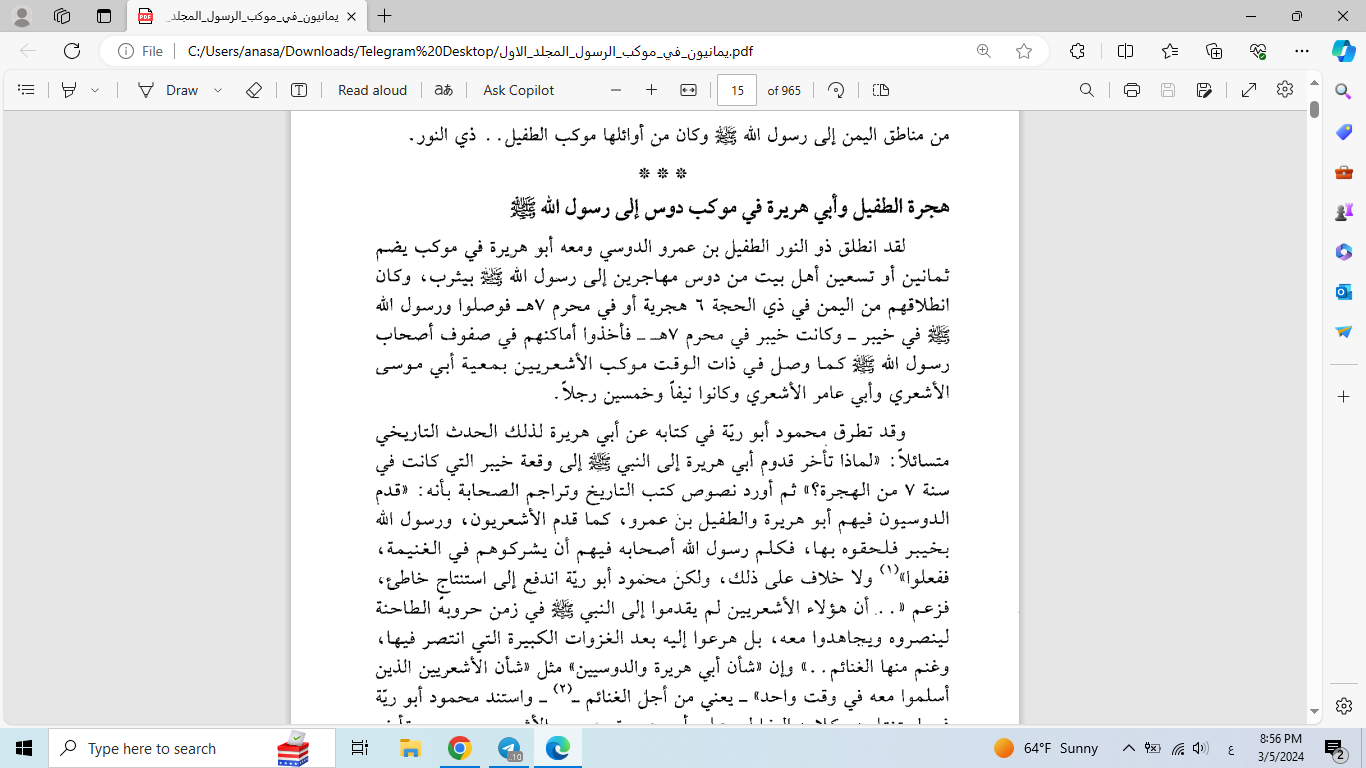 يمانيون_في_موكب_الرسول_المجلد_
File
C:/Users/anasa/Downloads/Telegram%20Desktop/يمانيون_في_موكب_الرسول_المجلد_الاول.pdf
Draw
Read aloud
Ask Copilot
15
of 965
من مناطق اليمن إلى رسول الله ﷺ وكان من أوائلها موكب الطفيل.. ذي النور.
* * *
هجرة الطفيل وأبي هريرة في موكب دوس إلى رسول الله ﷺ
لقد انطلق ذو النور الطفيل بن عمرو الدوسي ومعه أبو هريرة في موكب يضم
ثمانين أو تسعين أهل بيت من دوس مهاجرين إلى رسول الله ﷺ بيثرب، وكان
انطلاقهم من اليمن في ذي الحجة ٦ هجرية أو في محرم ٧هـ فوصلوا ورسول الله
ﷺ في خيبر ـ وكانت خيبر في محرم ٧هـ ـ فأخذوا أماكنهم في صفوف أصحاب
رسول الله ﷺ كما وصل في ذات الوقت موكب الأشعريين بمعية أبي موسى
الأشعري وأبي عامر الأشعري وكانوا نيفاً وخمسين رجلاً.
وقد تطرق محمود أبو ريّة في كتابه عن أبي هريرة لذلك الحدث التاريخي
متسائلاً: «لماذا تأخر قدوم أبي هريرة إلى النبي ﷺ إلى وقعة خيبر التي كانت في
سنة ٧ من الهجرة؟» ثم أورد نصوص كتب التاريخ وتراجم الصحابة بأنه: «قدم
الدوسيون فيهم أبو هريرة والطفيل بن عمرو، كما قدم الأشعريون، ورسول الله
بخيبر فلحقوه بها، فكلم رسول الله أصحابه فيهم أن يشركوهم في الغنيمة،
ففعلوا»(١) ولا خلاف على ذلك، ولكن محمود أبو ريّة اندفع إلى استنتاج خاطئ،
فزعم «.. أن هؤلاء الأشعريين لم يقدموا إلى النبي ﷺ في زمن حروبه الطاحنة
لينصروه ويجاهدوا معه، بل هرعوا إليه بعد الغزوات الكبيرة التي انتصر فيها،
وغنم منها الغنائم..» وإن «شأن أبي هريرة والدوسيين» مثل «شأن الأشعريين الذين
أسلموا معه في وقت واحد» ـ يعني من أجل الغنائم ـ(٢) ـ واستند محمود أبو ريّة
Type here to search
10
64°F Sunny
ع
8:56 PM
3/5/2024
2